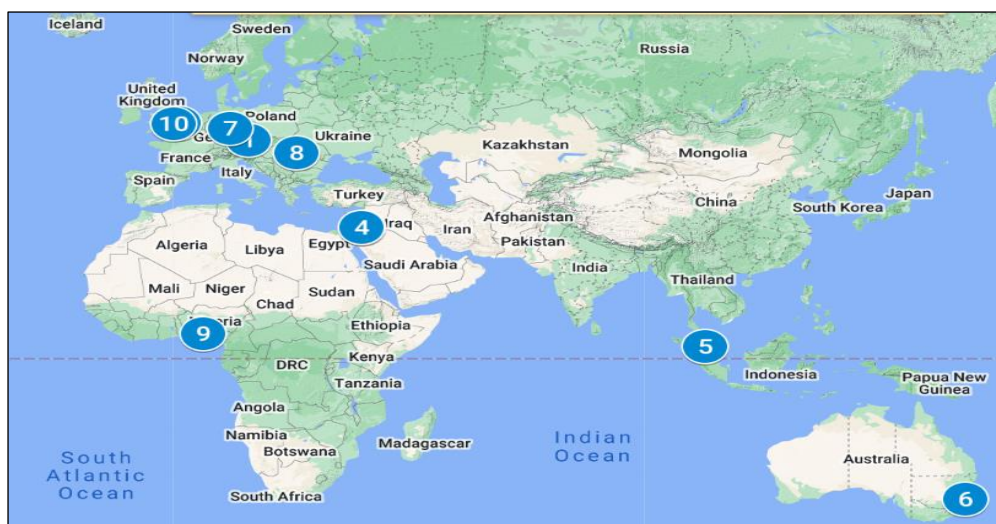 Iceland
Sweden
Norway
Russia
United
Kingdom
10
7
Poland
Ge
1
Ukraine
8
France
Italy
Spain
Kazakhstan
Mongolia
Turkey
China
South Korea
Japan
4
Iraq
Iran
Afghanistan
Pakistan
Algeria
Libya
Egypt
Saudi Arabia
India
Thailand
Mali
Niger
Chad
Sudan
Ethiopia
9
eria
5
DRC
Kenya
Tanzania
Indonesia
Papua New
Guinea
Angola
Namibia
Botswana
Madagascar
Indian
Ocean
South
Atlantic
Ocean
South Africa
Australia
6